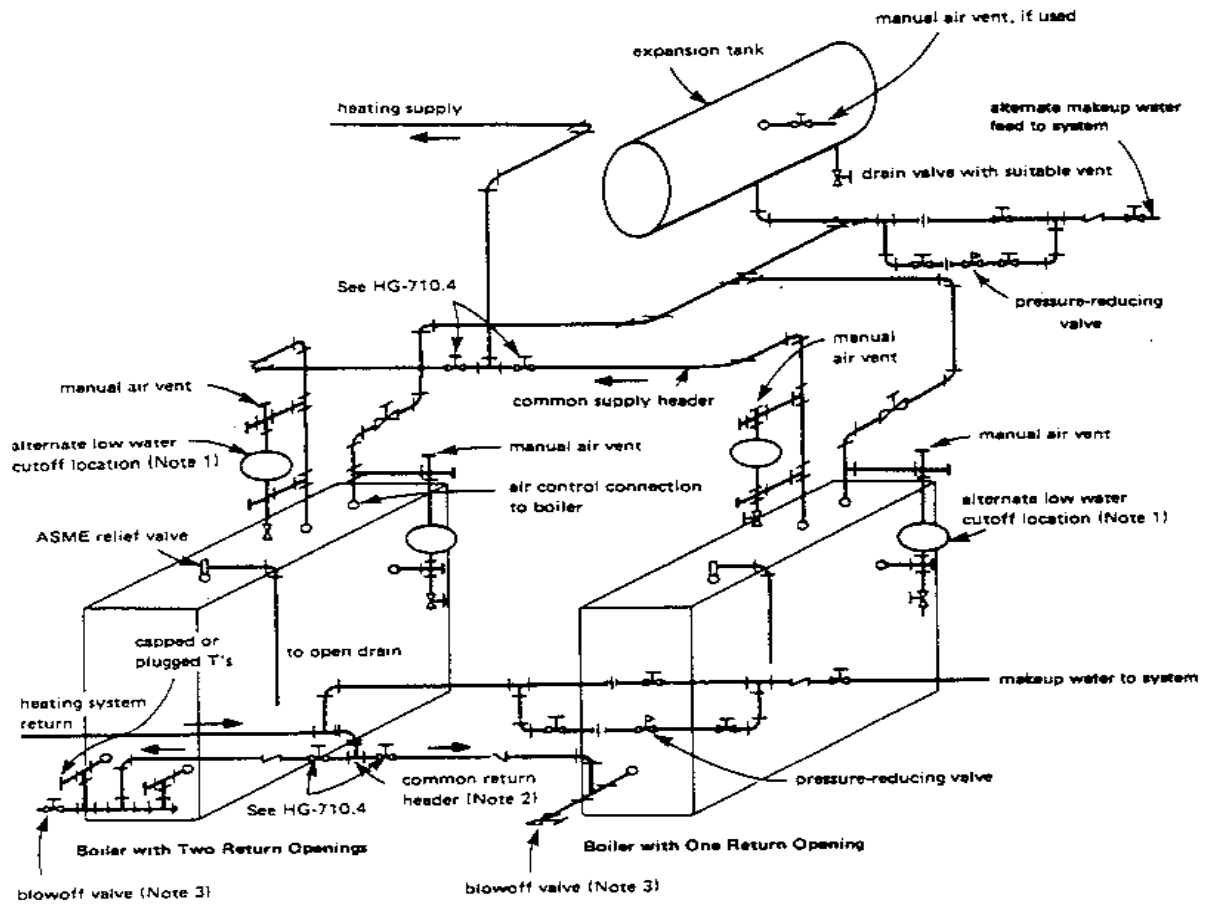 manual air vent, if used
expansion tank
heating supply
alternate makeup water
feed to system
drain valve with suitable vent
See HG-710.4
pressure-reducing
valve
manual
air vent
manual air vent
common supply header
alternate low water
cutoff location (Note 1)
manual air vent
manual air vent
air control connection
to boiler
alternate low water
cutoff location (Note 1)
ASME relief valve
capped or
plugged T's
to open drain
heating system
return
makeup water to system
pressure-reducing valve
common return
header (Note 2)
See HG-710.4
Boiler with Two Return Openings
Boiler with One Return Opening
blowoff valve (Note 3)
blowoff valve (Note 3)